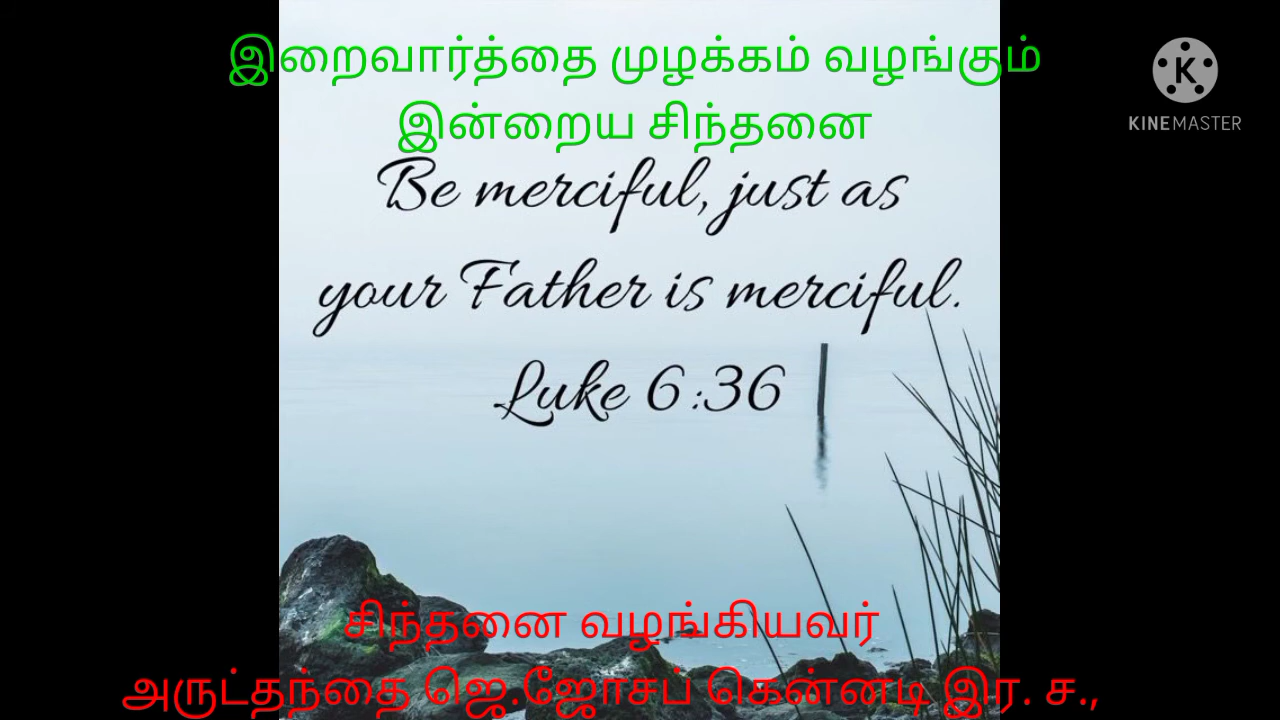 இறைவார்த்தை முழக்கம் வழங்கும்
இன்றைய சிந்தனை
K
KINEMASTER
Be merciful, just as
your Father is merciful.
Luke 6:36
சிந்தனை வழங்கியவர்
அருட்தந்தை ஜெ.ஜோசப் கென்னடி இர. ச.,